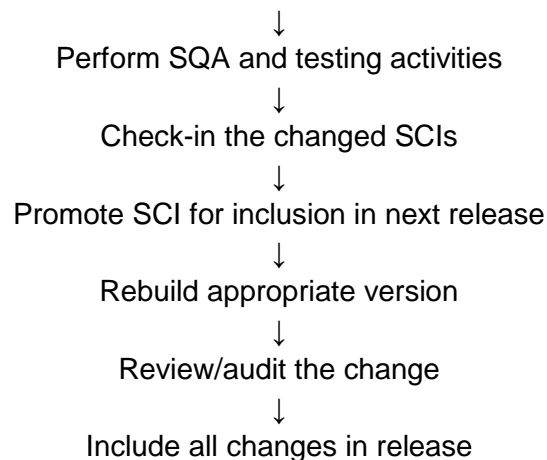 ↓
Perform SQA and testing activities
↓
Check-in the changed SCIs
↓
Promote SCI for inclusion in next release
↓
Rebuild appropriate version
↓
Review/audit the change
↓
Include all changes in release